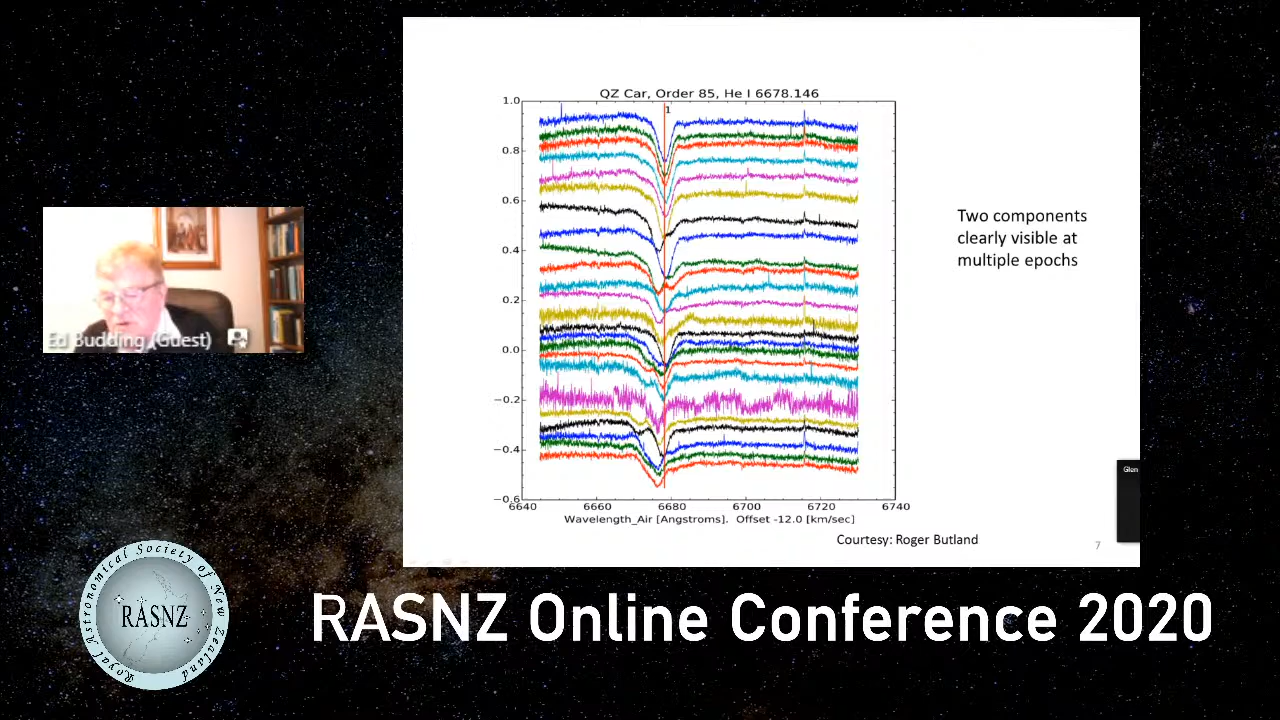 QZ Car, Order 85, He I 6678.146
1
1.0
0.8
0.6
0.4
0.2
0.0
−0.2
−0.4
−0.6
6640 6660 6680 6700 6720 6740
Wavelength_Air [Angstroms]. Offset -12.0 [km/sec]
Two components
clearly visible at
multiple epochs
Courtesy: Roger Butland
7
Glen
Ed Budding (Guest)
Royal Astronomical Society of New Zealand
RASNZ
RASNZ Online Conference 2020